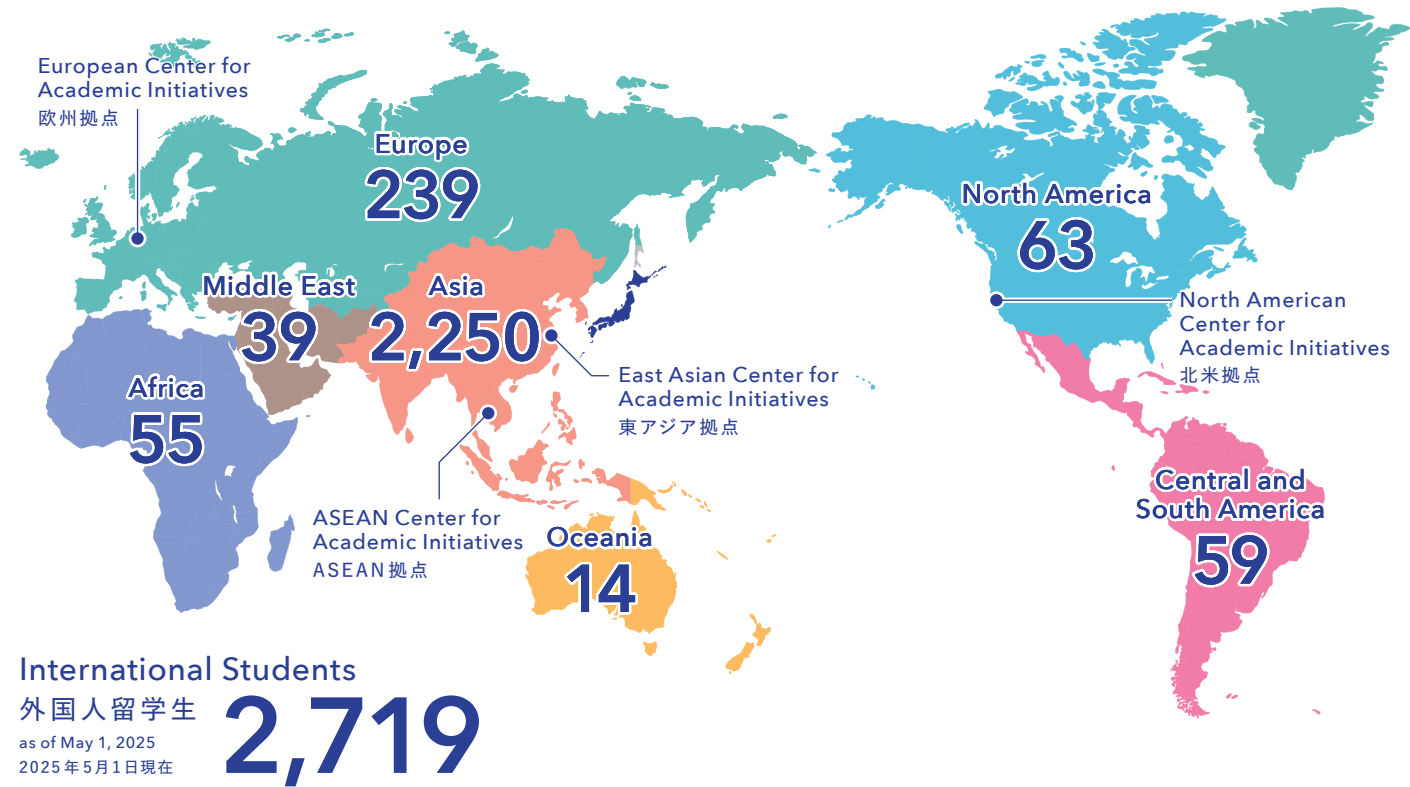 European Center for
Academic Initiatives
欧州拠点
Europe
239
North America
63
Middle East
39
Asia
2,250
North American
Center for
Academic Initiatives
北米拠点
East Asian Center for
Academic Initiatives
東アジア拠点
Africa
55
Central and
South America
59
ASEAN Center for
Academic Initiatives
ASEAN拠点
Oceania
14
International Students
外国人留学生
2,719
as of May 1, 2025
2025年5月1日現在